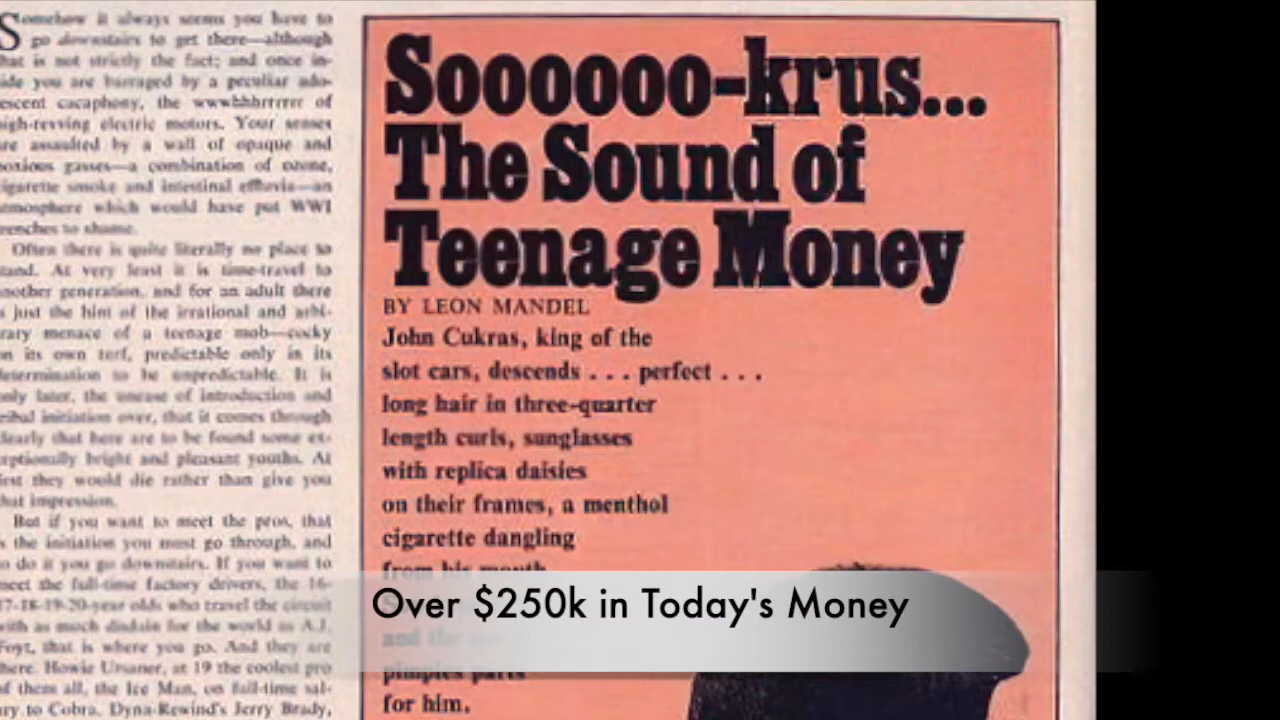 Somehow it always seems you have to
go downstairs to get there—although
that is not strictly the fact; and once in-
side you are barraged by a peculiar ado-
escent cacaphony, the wwwhhhrrrrrr of
high-revving electric motors. Your senses
are assaulted by a wall of opaque and
noxious gasses—a combination of ozone,
cigarette smoke and intestinal effluvia—an
atmosphere which would have put WWI
trenches to shame.
Often there is quite literally no place to
stand. At very least it is time-travel to
another generation, and for an adult there
is just the hint of the irrational and arbi-
rary menace of a teenage mob—cocky
on its own terf, predictable only in its
determination to be unpredictable. It is
only later, the unease of introduction and
tribal initiation over, that it comes through
clearly that here are to be found some ex-
ceptionally bright and pleasant youths. At
first they would die rather than give you
that impression.
But if you want to meet the pros, that
is the initiation you must go through, and
to do it you go downstairs. If you want to
meet the full-time factory drivers, the 16-
17-18-19-20-year olds who travel the circuit
with as much disdain for the world as A.J.
Foyt, that is where you go. And they are
there. Howie Ursaner, at 19 the coolest pro
of them all, the Ice Man, on full-time sal-
ary to Cobra. Dyna-Rewind's Jerry Brady,
Soooooo-krus...
The Sound of
Teenage Money
BY LEON MANDEL
John Cukras, king of the
slot cars, descends . . . perfect . . .
long hair in three-quarter
length curls, sunglasses
with replica daisies
on their frames, a menthol
cigarette dangling
from his mouth
Over $250k in Today's Money
and the
pimples parts
for him.